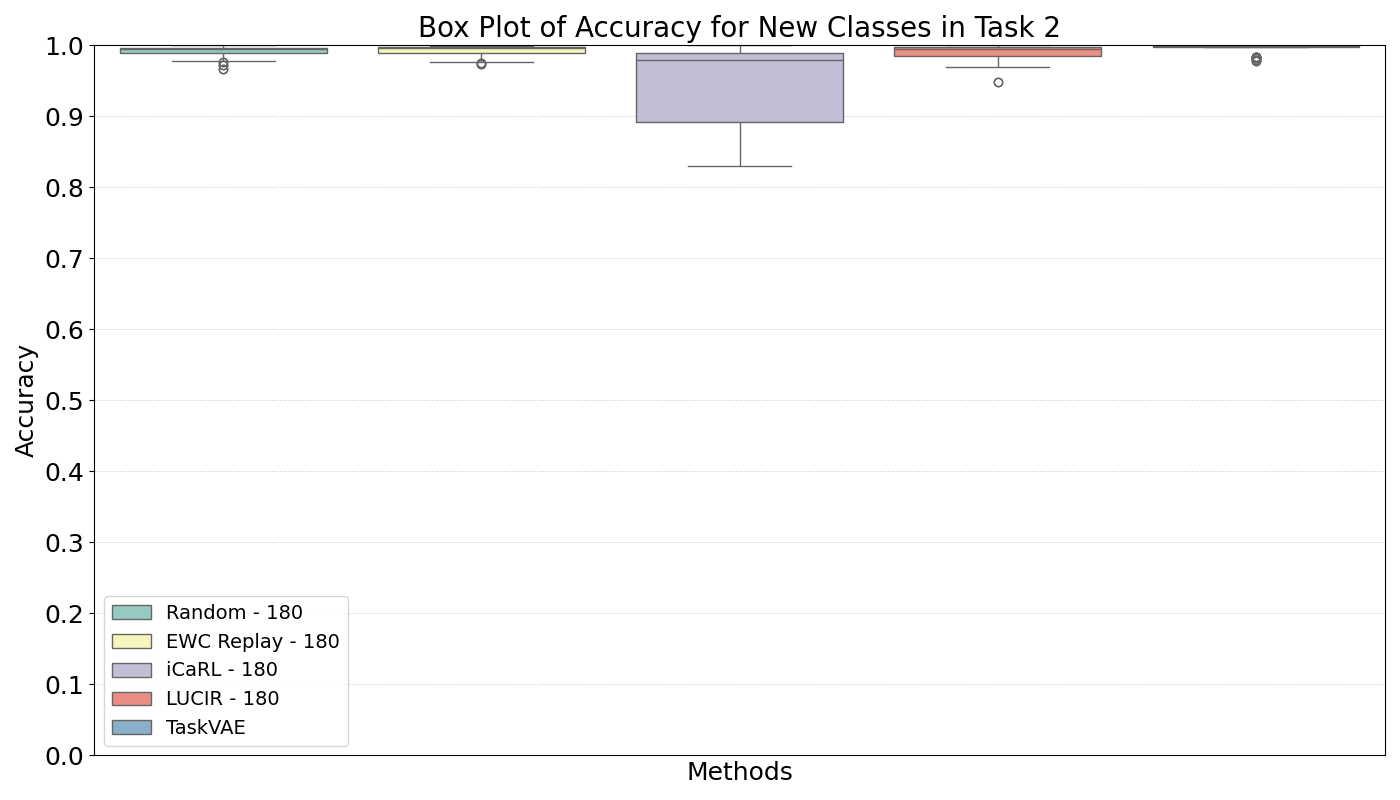 Box Plot of Accuracy for New Classes in Task 2
1.0
0.9
0.8
0.7
0.6
0.5
0.4
0.3
0.2
0.1
0.0
Accuracy
Random - 180
EWC Replay - 180
iCaRL - 180
LUCIR - 180
TaskVAE
Methods